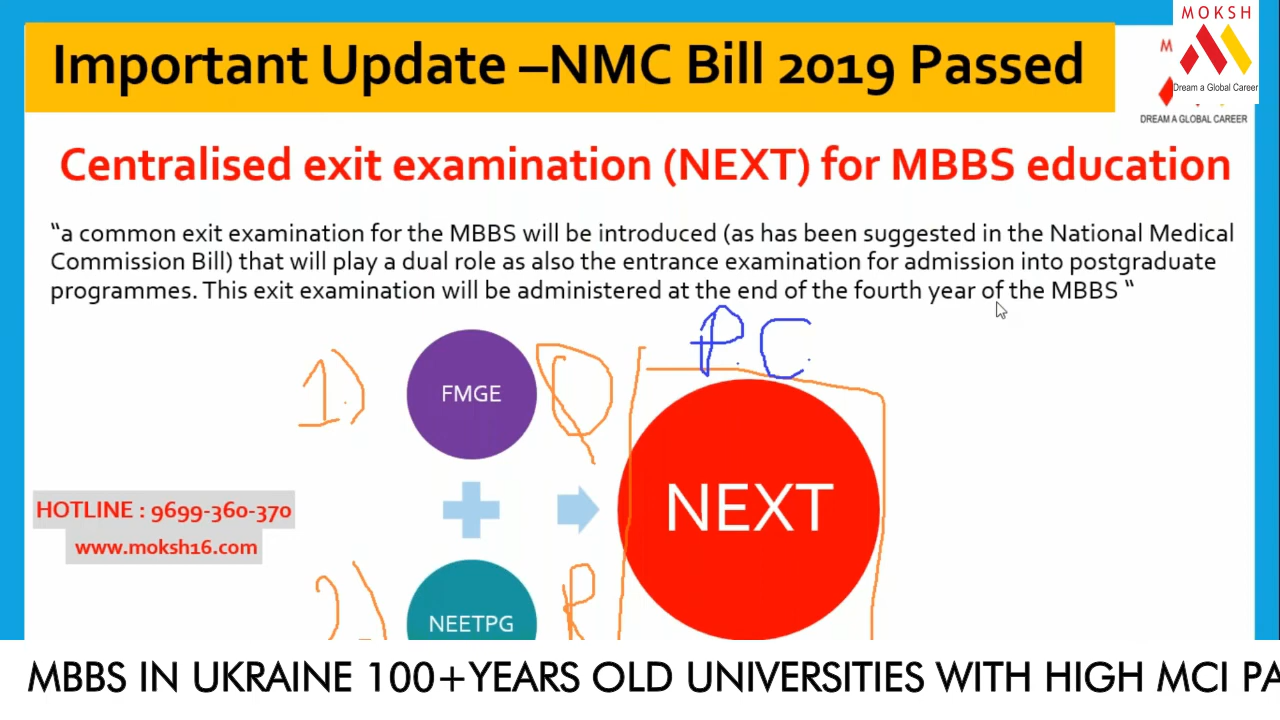 Important Update –NMC Bill 2019 Passed
MOKSH
Dream a Global Career
M
DREAM A GLOBAL CAREER
Centralised exit examination (NEXT) for MBBS education
“a common exit examination for the MBBS will be introduced (as has been suggested in the National Medical
Commission Bill) that will play a dual role as also the entrance examination for admission into postgraduate
programmes. This exit examination will be administered at the end of the fourth year of the MBBS “
P.C.
1)
FMGE
Q
NEXT
HOTLINE : 9699-360-370
www.moksh16.com
2)
NEETPG
R
MBBS IN UKRAINE 100+YEARS OLD UNIVERSITIES WITH HIGH MCI PA